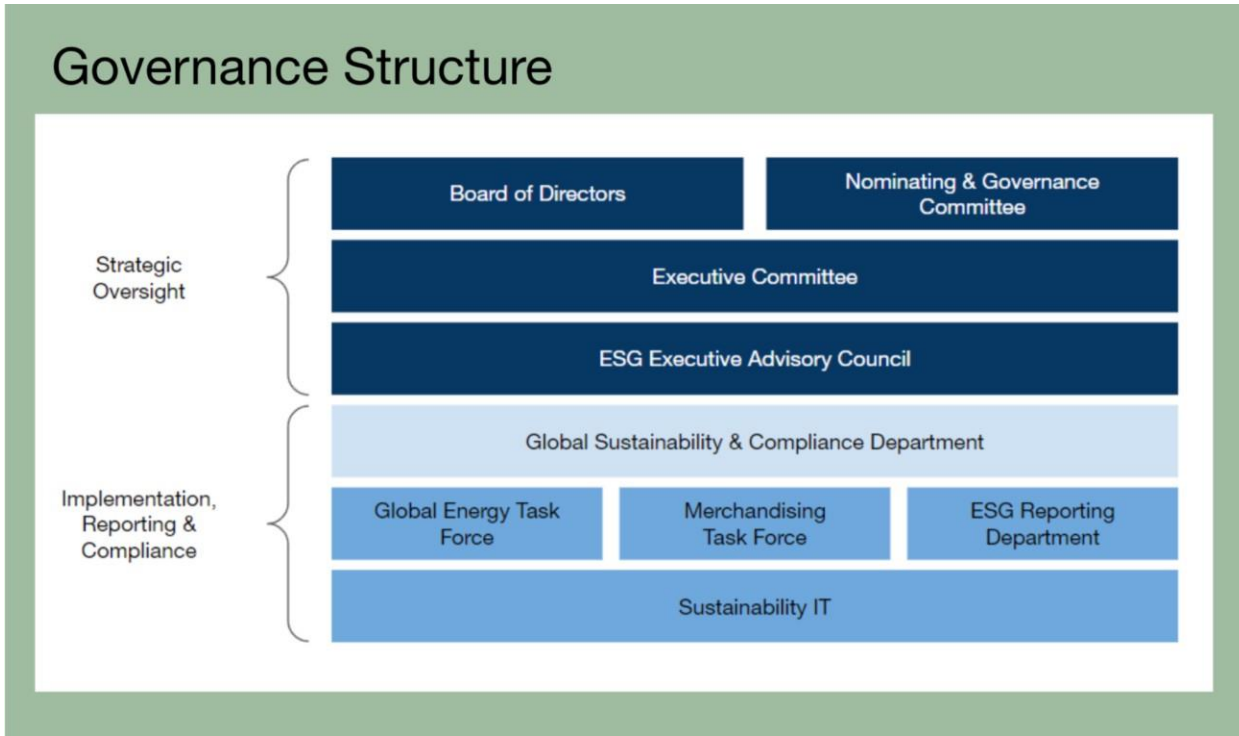 Governance Structure
Strategic
Oversight
Board of Directors
Nominating & Governance
Committee
Executive Committee
ESG Executive Advisory Council
Implementation,
Reporting &
Compliance
Global Sustainability & Compliance Department
Global Energy Task
Force
Merchandising
Task Force
ESG Reporting
Department
Sustainability IT